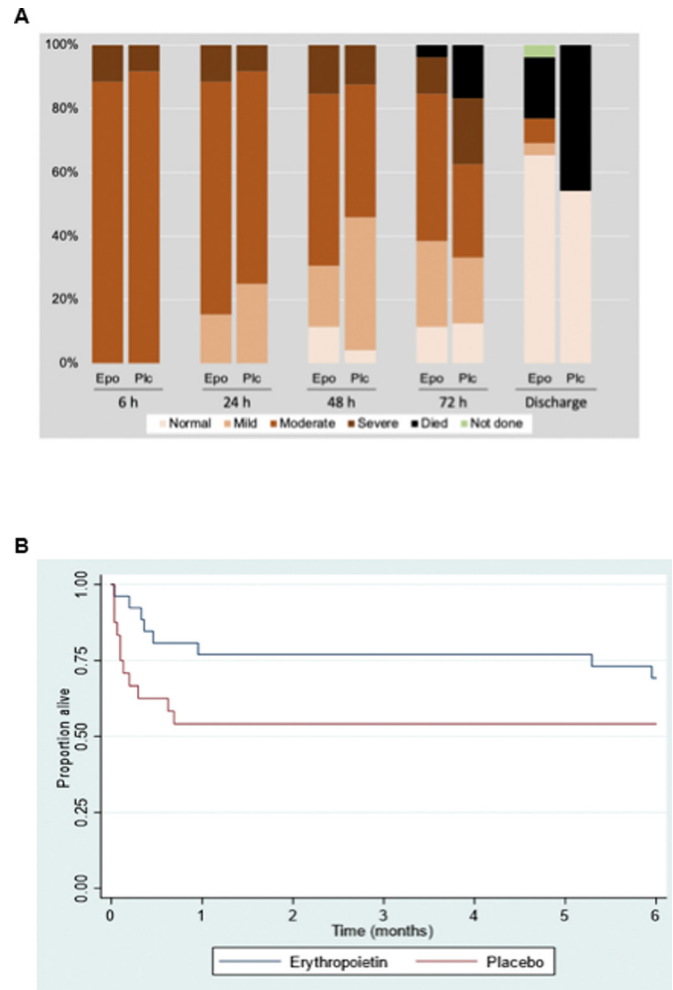 A
100%
80%
60%
40%
20%
0%
Epo Plc Epo Plc Epo Plc Epo Plc Epo Plc
6 h 24 h 48 h 72 h Discharge
Normal Mild Moderate Severe Died Not done
B
Proportion alive
1.00
0.75
0.50
0.25
0.00
0 1 2 3 4 5 6
Time (months)
Erythropoietin Placebo